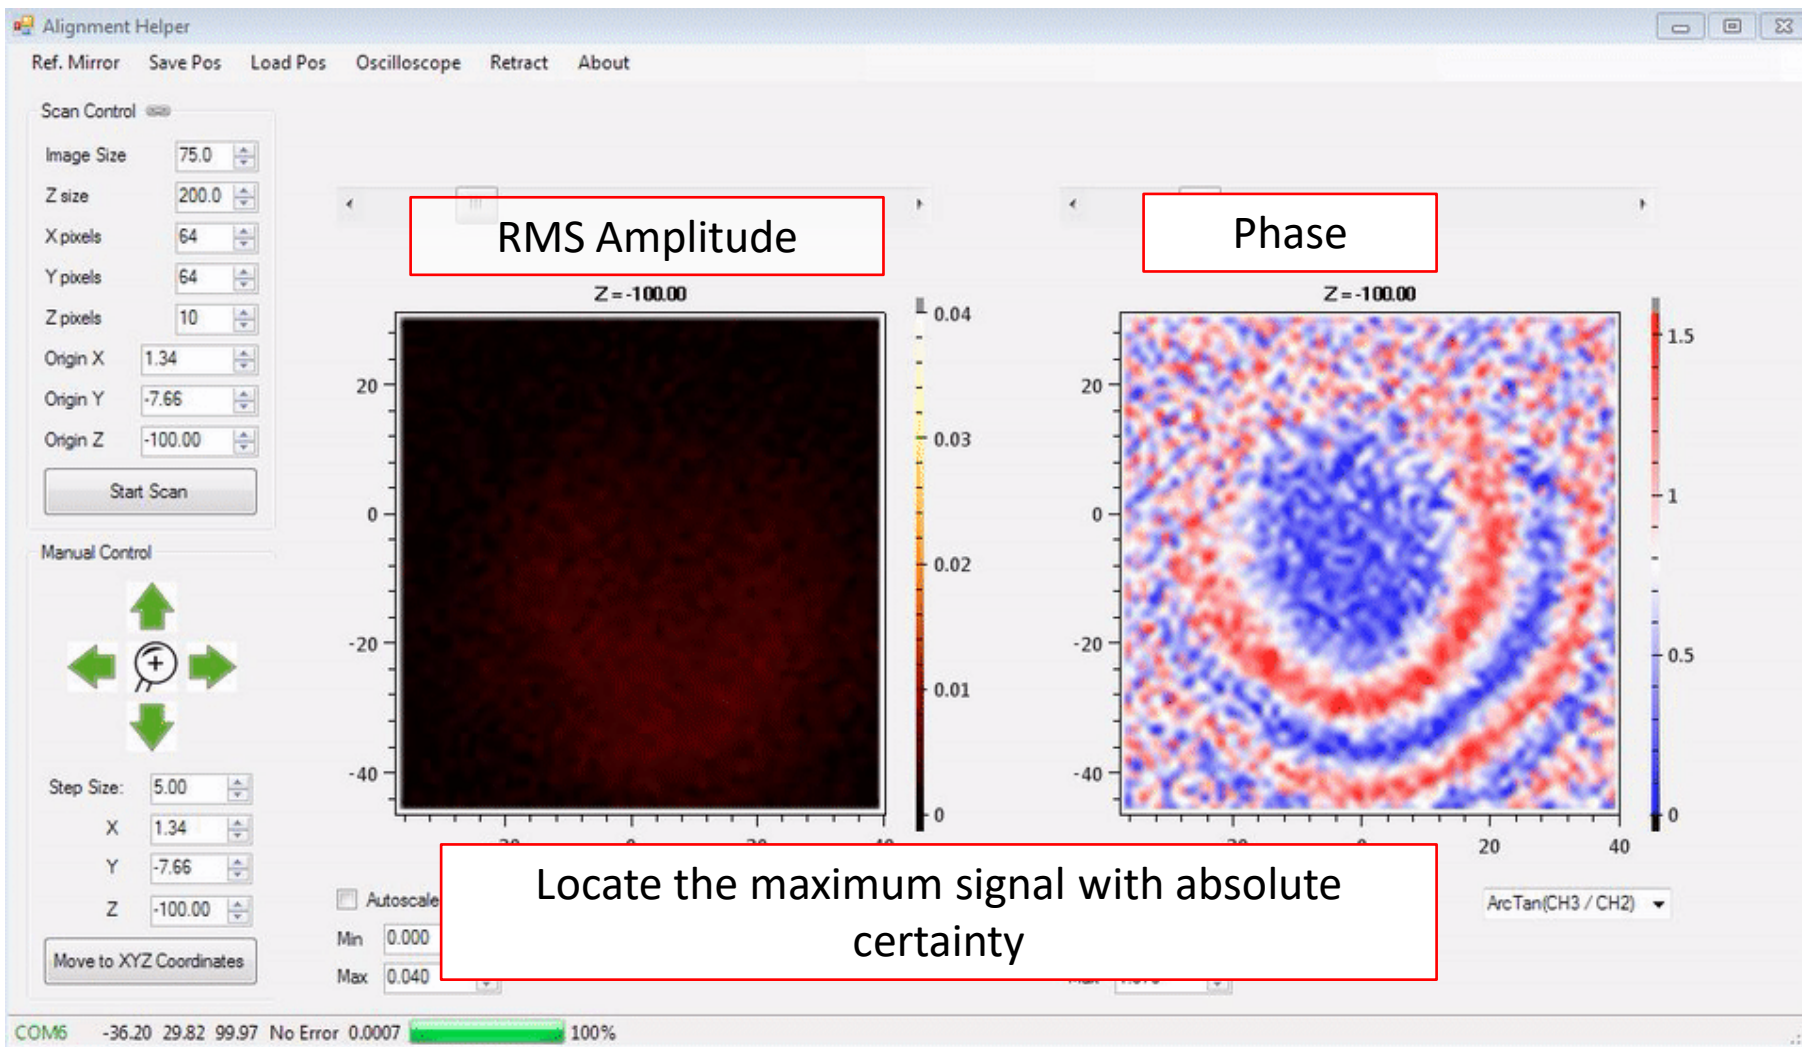 Alignment Helper
Ref. Mirror Save Pos Load Pos Oscilloscope Retract About
Scan Control
Image Size 75.0
Z size 200.0
X pixels 64
Y pixels 64
Z pixels 10
Origin X 1.34
Origin Y -7.66
Origin Z -100.00
Start Scan
Manual Control
Step Size: 5.00
X 1.34
Y -7.66
Z -100.00
Move to XYZ Coordinates
RMS Amplitude
Z = -100.00
20
0
-20
-40
0.04
0.03
0.02
0.01
0
Phase
Z = -100.00
20
0
-20
-40
20 40
1.5
1
0.5
0
Locate the maximum signal with absolute
certainty
Autoscale
Min 0.000
Max 0.040
ArcTan(CH3 / CH2)
COM6 -36.20 29.82 99.97 No Error 0.0007 100%